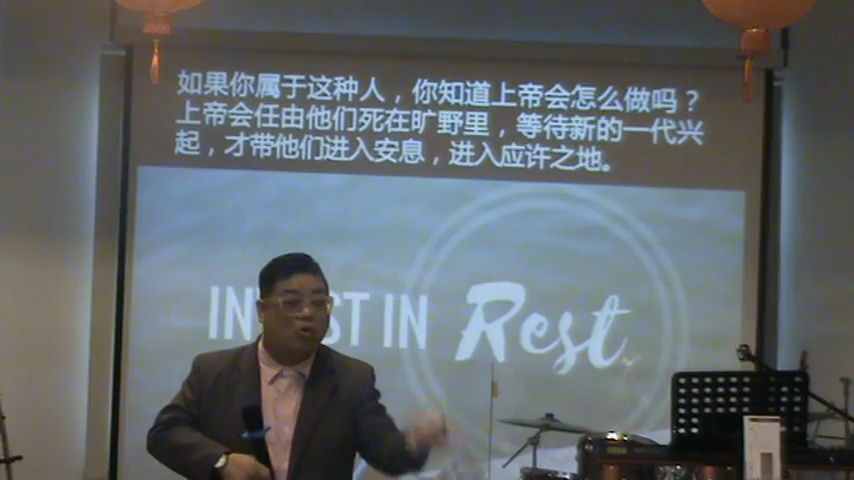 如果你属于这种人，你知道上帝会怎么做吗？
上帝会任由他们死在旷野里，等待新的一代兴
起，才带他们进入安息，进入应许之地。
IN ST IN Rest